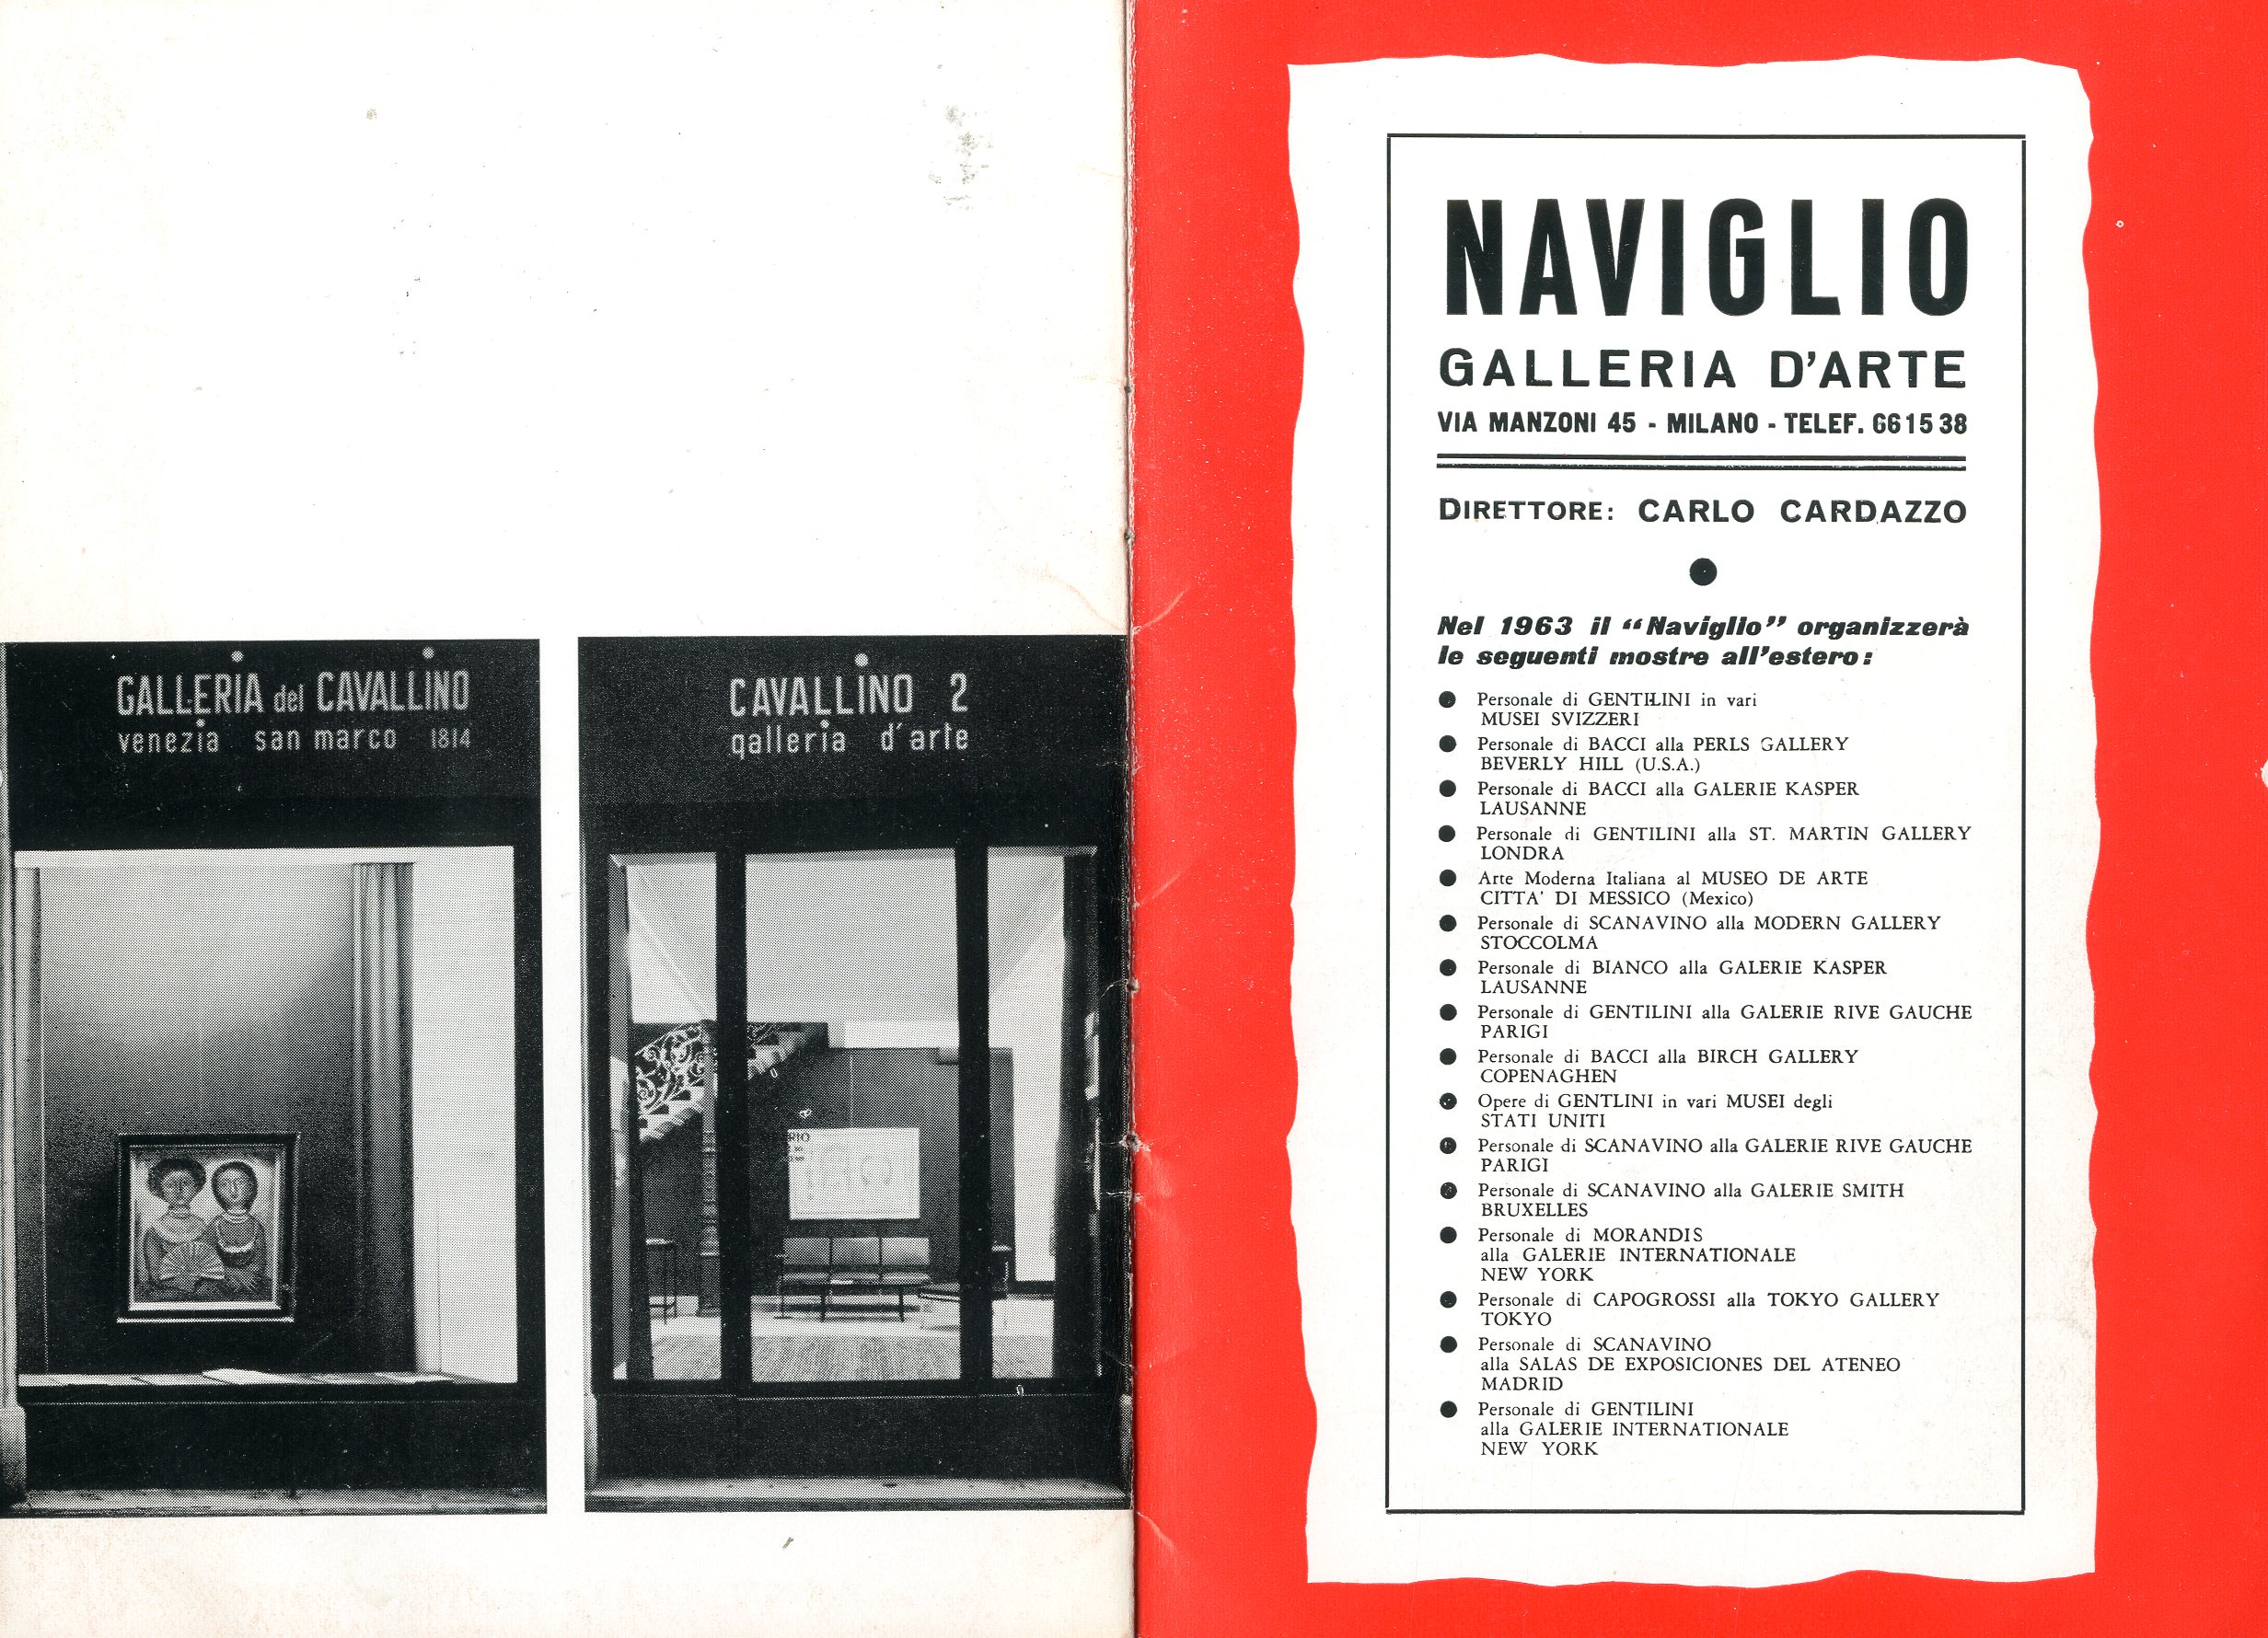 GALLERIA del CAVALLINO
venezia san marco 1814
CAVALLINO 2
galleria d'arte
RIO
NAVIGLIO
GALLERIA D'ARTE
VIA MANZONI 45 - MILANO - TELEF. 661538
DIRETTORE: CARLO CARDAZZO
Nel 1963 il “Naviglio” organizzerà
le seguenti mostre all'estero:
● Personale di GENTILINI in vari
MUSEI SVIZZERI
● Personale di BACCI alla PERLS GALLERY
BEVERLY HILL (U.S.A.)
● Personale di BACCI alla GALERIE KASPER
LAUSANNE
● Personale di GENTILINI alla ST. MARTIN GALLERY
LONDRA
● Arte Moderna Italiana al MUSEO DE ARTE
CITTA' DI MESSICO (Mexico)
● Personale di SCANAVINO alla MODERN GALLERY
STOCCOLMA
● Personale di BIANCO alla GALERIE KASPER
LAUSANNE
● Personale di GENTILINI alla GALERIE RIVE GAUCHE
PARIGI
● Personale di BACCI alla BIRCH GALLERY
COPENAGHEN
● Opere di GENTLINI in vari MUSEI degli
STATI UNITI
● Personale di SCANAVINO alla GALERIE RIVE GAUCHE
PARIGI
● Personale di SCANAVINO alla GALERIE SMITH
BRUXELLES
● Personale di MORANDIS
alla GALERIE INTERNATIONALE
NEW YORK
● Personale di CAPOGROSSI alla TOKYO GALLERY
TOKYO
● Personale di SCANAVINO
alla SALAS DE EXPOSICIONES DEL ATENEO
MADRID
● Personale di GENTILINI
alla GALERIE INTERNATIONALE
NEW YORK